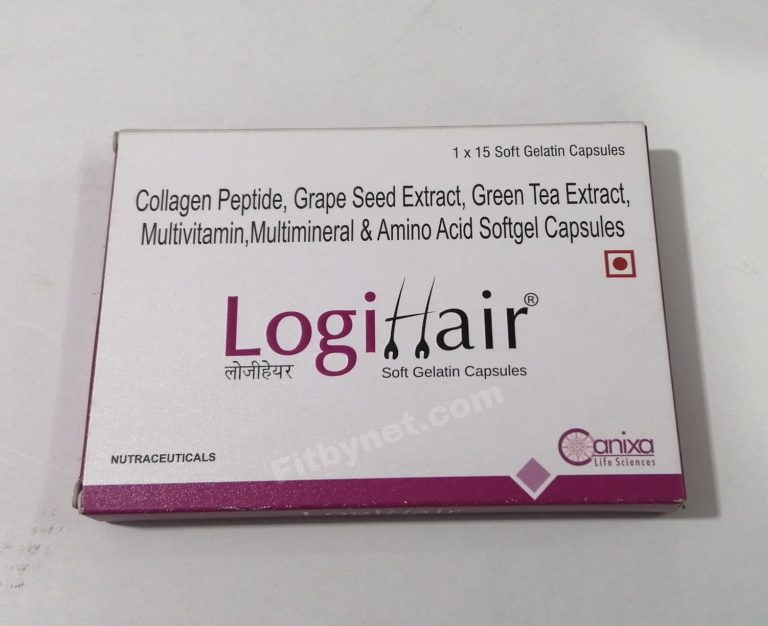 1 x 15 Soft Gelatin Capsules
Collagen Peptide, Grape Seed Extract, Green Tea Extract,
Multivitamin,Multimineral & Amino Acid Softgel Capsules
LogiHair®
लोजीहेयर
Soft Gelatin Capsules
Fitbynet.com
NUTRACEUTICALS
Canixa
Life Sciences